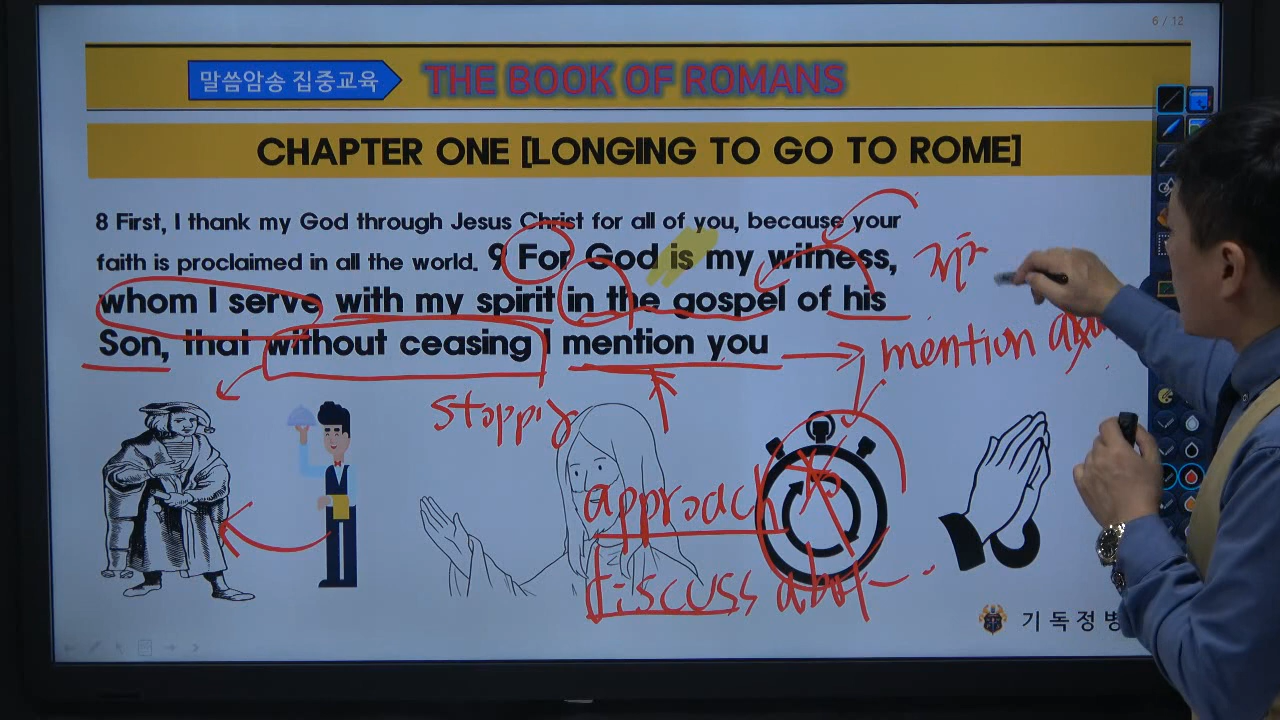 6 / 12
말씀암송 집중교육 THE BOOK OF ROMANS
CHAPTER ONE [LONGING TO GO TO ROME]
8 First, I thank my God through Jesus Christ for all of you, because your
faith is proclaimed in all the world. 9 For God is my witness,
whom I serve with my spirit in the gospel of his
Son, that without ceasing I mention you
mention
stopping
approach to
discuss about
기독정병